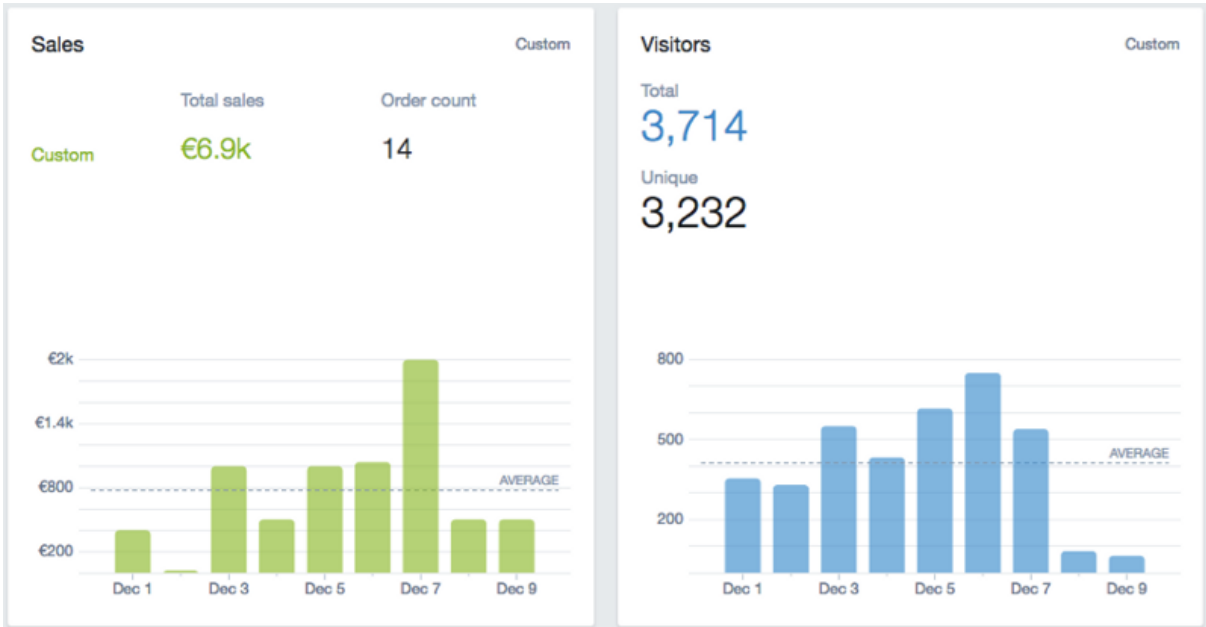 Sales
Custom
Total sales
Order count
Custom
€6.9k
14
€2k
€1.4k
€800
€200
AVERAGE
Dec 1
Dec 3
Dec 5
Dec 7
Dec 9
Visitors
Custom
Total
3,714
Unique
3,232
800
500
200
AVERAGE
Dec 1
Dec 3
Dec 5
Dec 7
Dec 9